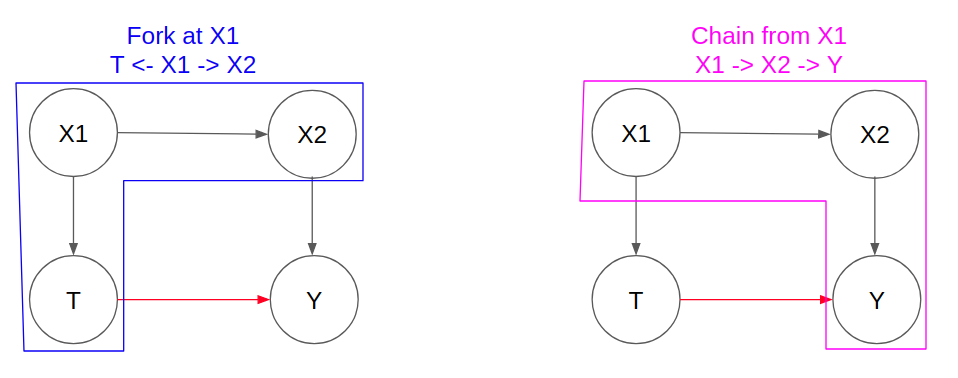 Fork at X1
T <- X1 -> X2
X1
X2
T
Y
Chain from X1
X1 -> X2 -> Y
X1
X2
T
Y